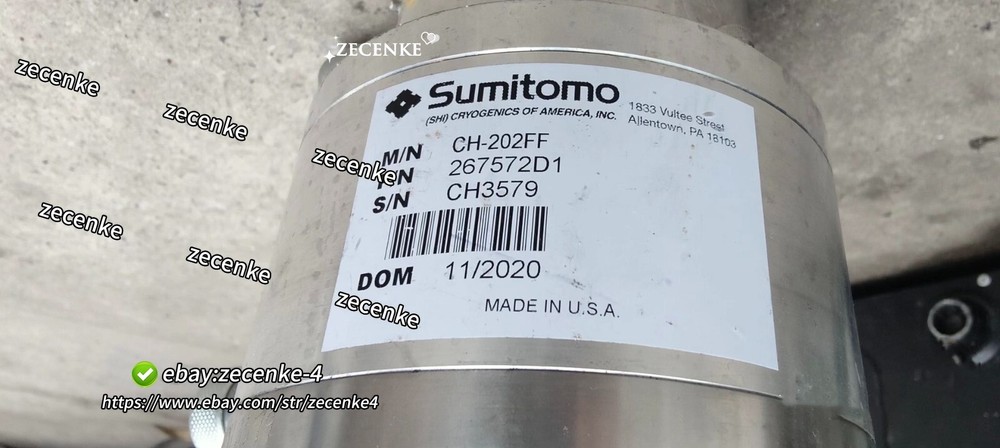 ZECENKE
zecenke
zecenke
zecenke
zecenke
zecenke
zecenke
Sumitomo
(SHI) CRYOGENICS OF AMERICA, INC.
1833 Vultee Street
Allentown, PA 18103
M/N CH-202FF
267572D1
S/N CH3579
DOM 11/2020
MADE IN U.S.A.
ebay:zecenke-4
https://www.ebay.com/str/zecenke4